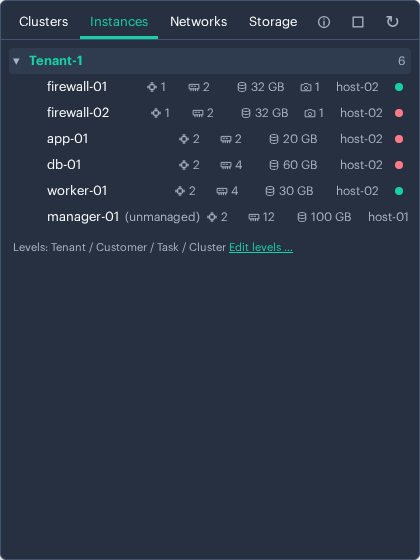 Clusters Instances Networks Storage
Tenant-1 6
firewall-01 1 2 32 GB 1 host-02
firewall-02 1 2 32 GB 1 host-02
app-01 2 2 20 GB host-02
db-01 2 4 60 GB host-02
worker-01 2 4 30 GB host-02
manager-01 (unmanaged) 2 12 100 GB host-01
Levels: Tenant / Customer / Task / Cluster Edit levels ...